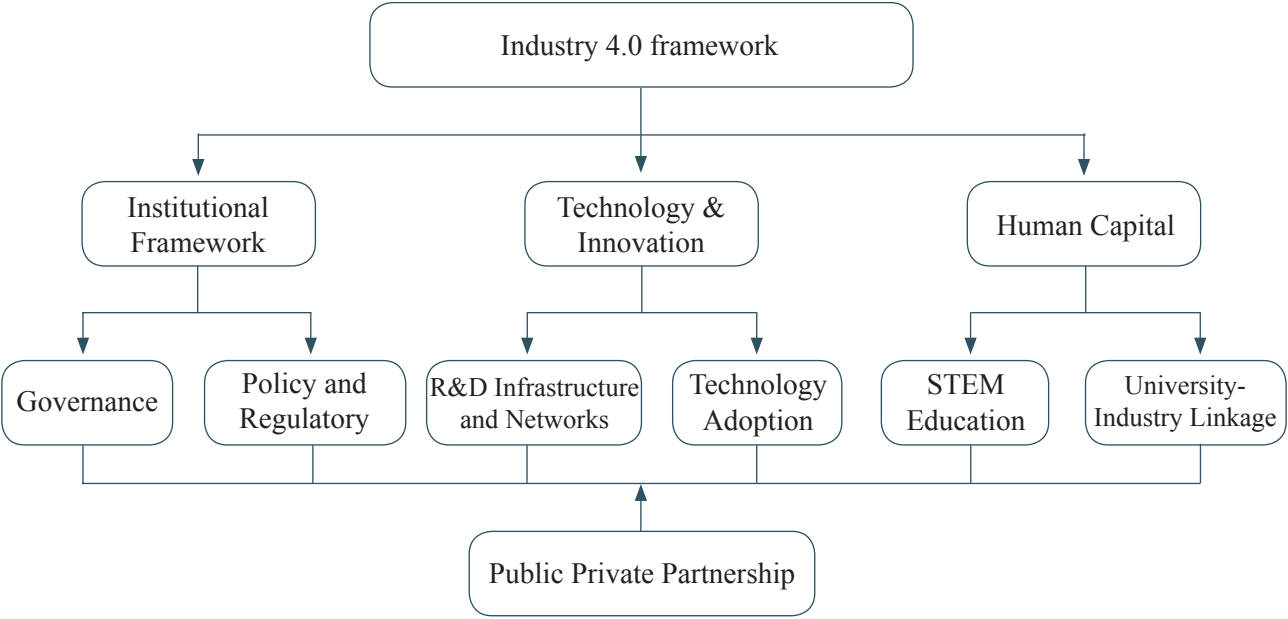 Industry 4.0 framework
Institutional
Framework
Technology &
Innovation
Human Capital
Governance
Policy and
Regulatory
R&D Infrastructure
and Networks
Technology
Adoption
STEM
Education
University-
Industry Linkage
Public Private Partnership